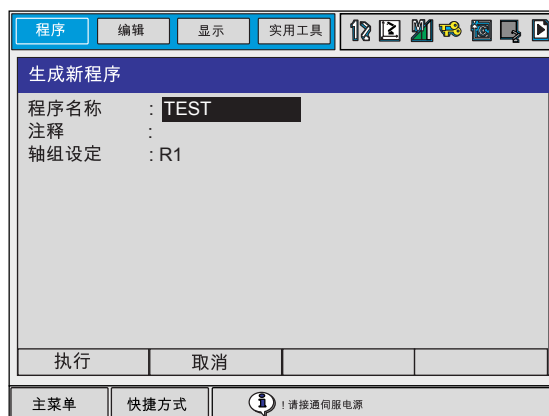 程序 编辑 显示 实用工具
生成新程序
程序名称 : TEST
注释 :
轴组设定 : R1
执行 取消
主菜单 快捷方式 ! 请接通伺服电源